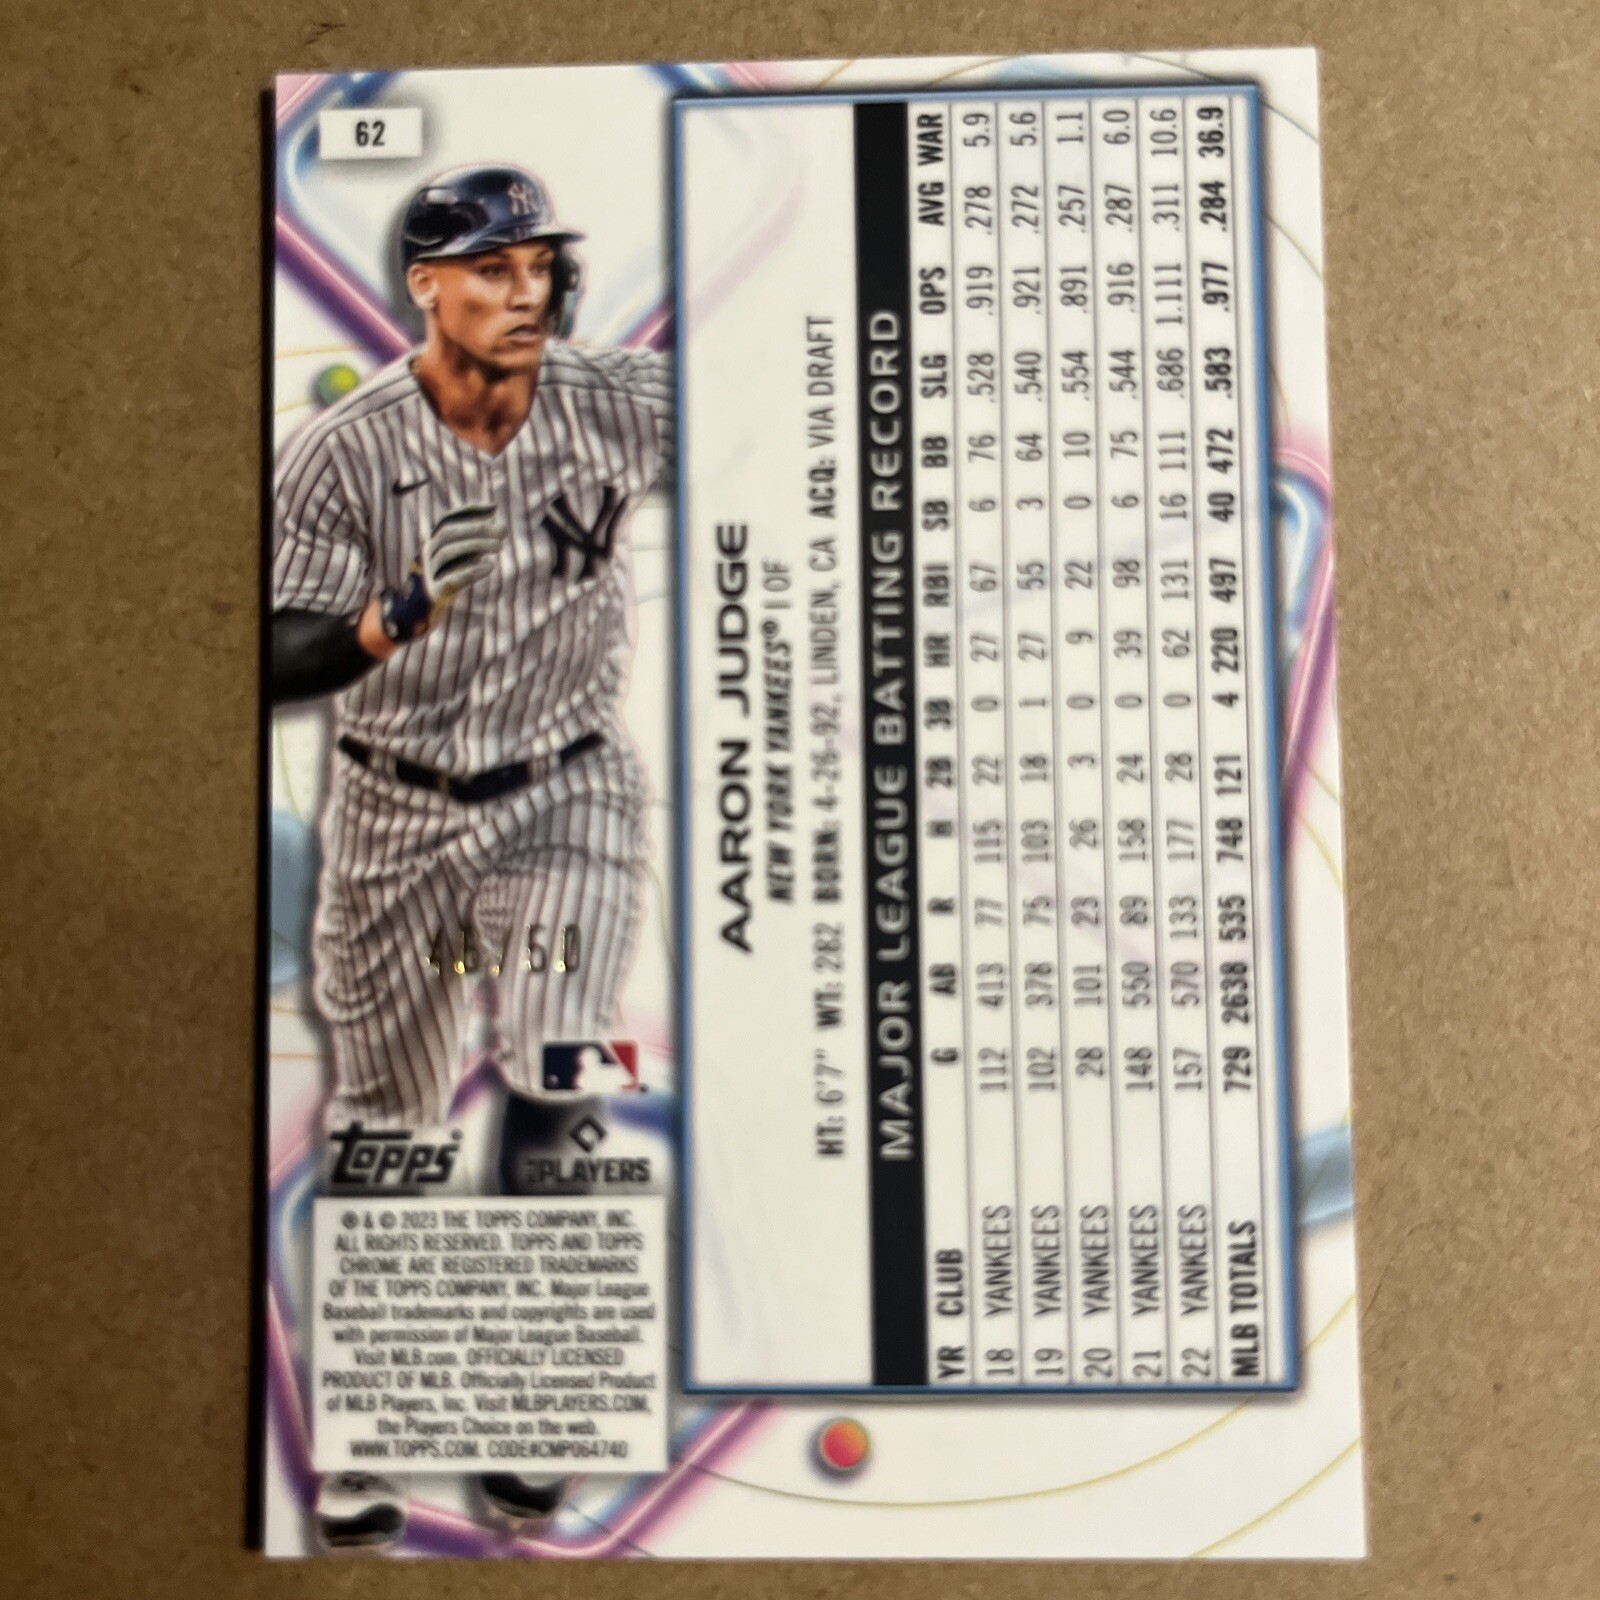 62
NY
NY
AARON JUDGE
NEW YORK YANKEES® | OF
HT: 6'7" WT: 282 BORN: 4-26-92, LINDEN, CA ACQ: VIA DRAFT
MAJOR LEAGUE BATTING RECORD
YR CLUB G AB R H 2B 3B HR RBI SB BB SLG OPS AVG WAR
18 YANKEES 112 413 77 115 22 0 27 67 6 76 .528 .919 .278 5.9
19 YANKEES 102 378 75 103 18 1 27 55 3 64 .540 .921 .272 5.6
20 YANKEES 28 101 23 26 3 0 9 22 0 10 .554 .891 .257 1.1
21 YANKEES 148 550 89 158 24 0 39 98 6 75 .544 .916 .287 6.0
22 YANKEES 157 570 133 177 28 0 62 131 16 111 .686 1.111 .311 10.6
MLB TOTALS 729 2638 535 748 121 4 220 497 40 472 .583 .977 .284 36.9
TOPPS®
PLAYERS
® & © 2023 THE TOPPS COMPANY, INC.
ALL RIGHTS RESERVED. TOPPS AND TOPPS
CHROME ARE REGISTERED TRADEMARKS
OF THE TOPPS COMPANY, INC. Major League
Baseball trademarks and copyrights are used
with permission of Major League Baseball.
Visit MLB.com. OFFICIALLY LICENSED
PRODUCT OF MLB. Officially Licensed Product
of MLB Players, Inc. Visit MLBPLAYERS.COM,
the Players Choice on the web.
WWW.TOPPS.COM. CODE#CMP064740